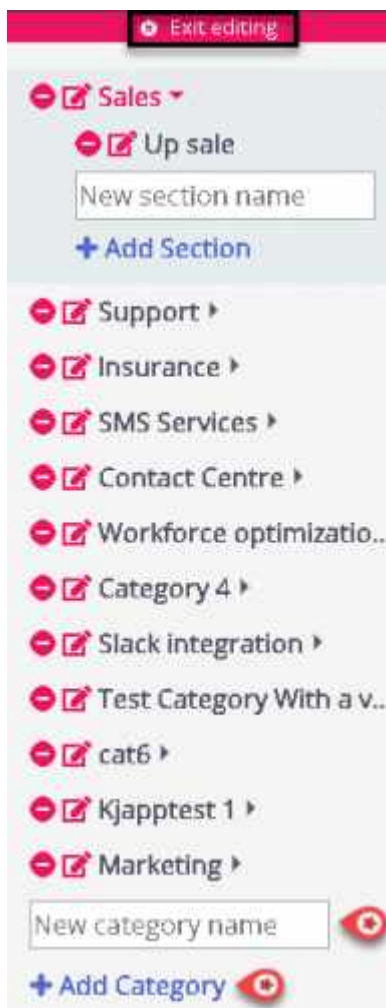 Exit editing
Sales
Up sale
New section name
+ Add Section
Support
Insurance
SMS Services
Contact Centre
Workforce optimizatio..
Category 4
Slack integration
Test Category With a v..
cat6
Kjapptest 1
Marketing
New category name
+ Add Category